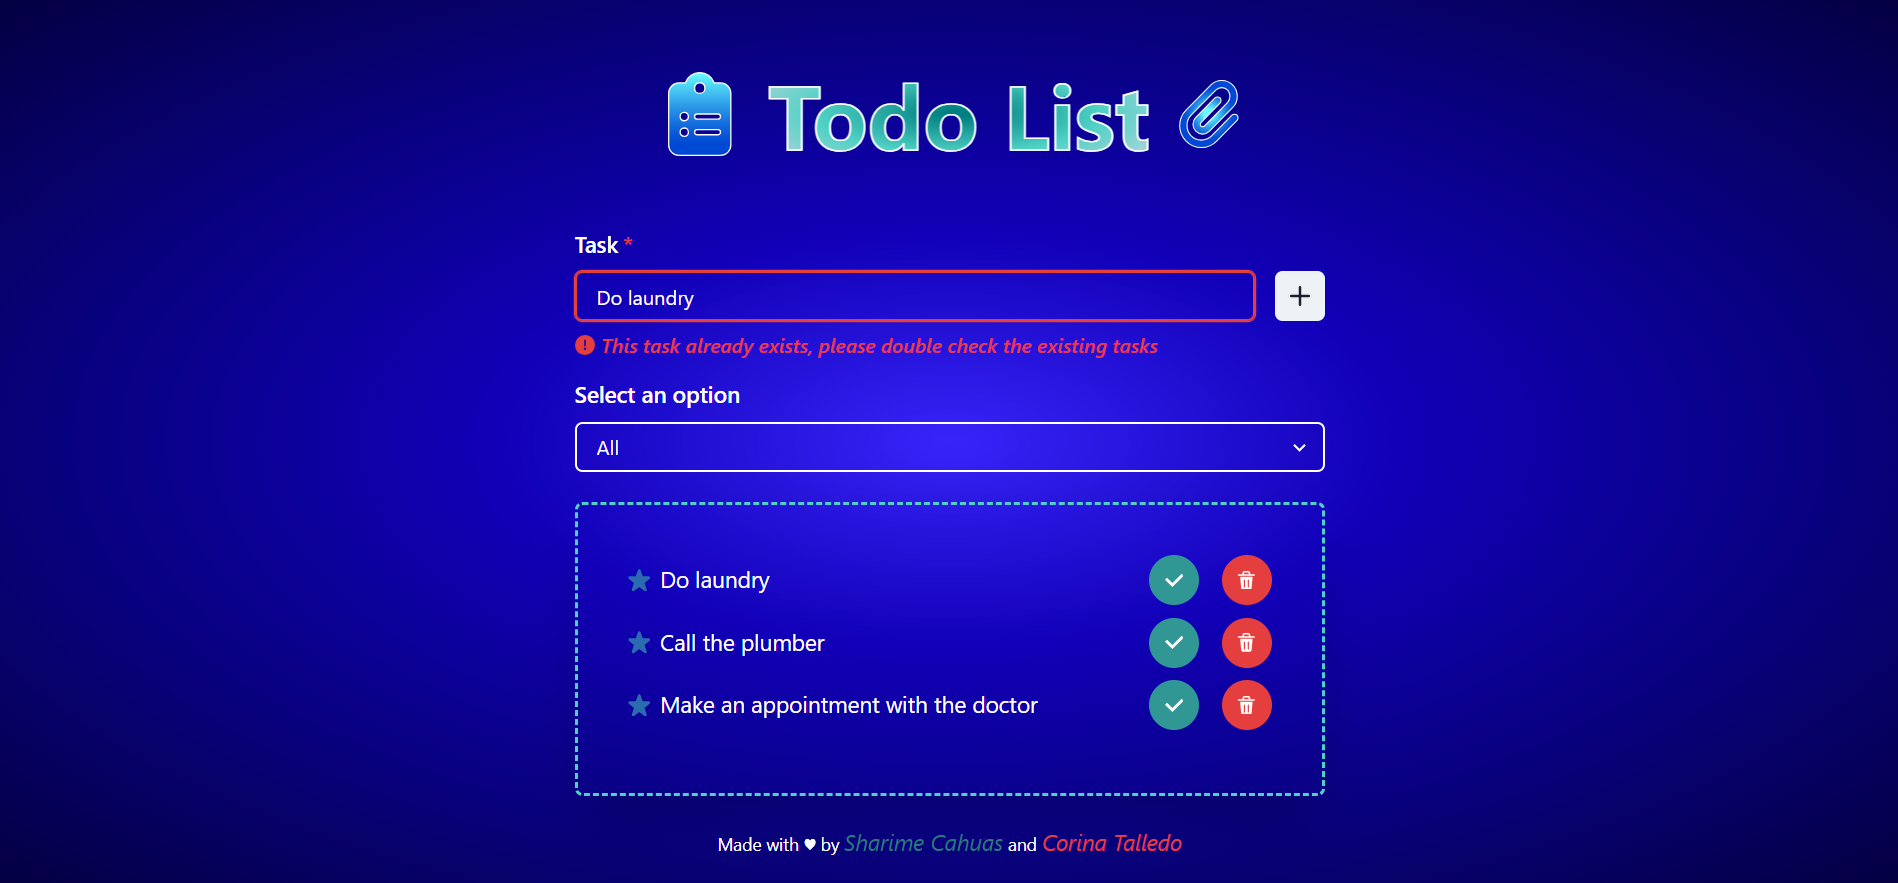 Todo List
Task *
Do laundry
This task already exists, please double check the existing tasks
Select an option
All
Do laundry
Call the plumber
Make an appointment with the doctor
Made with ♥ by Sharime Cahuas and Corina Talledo